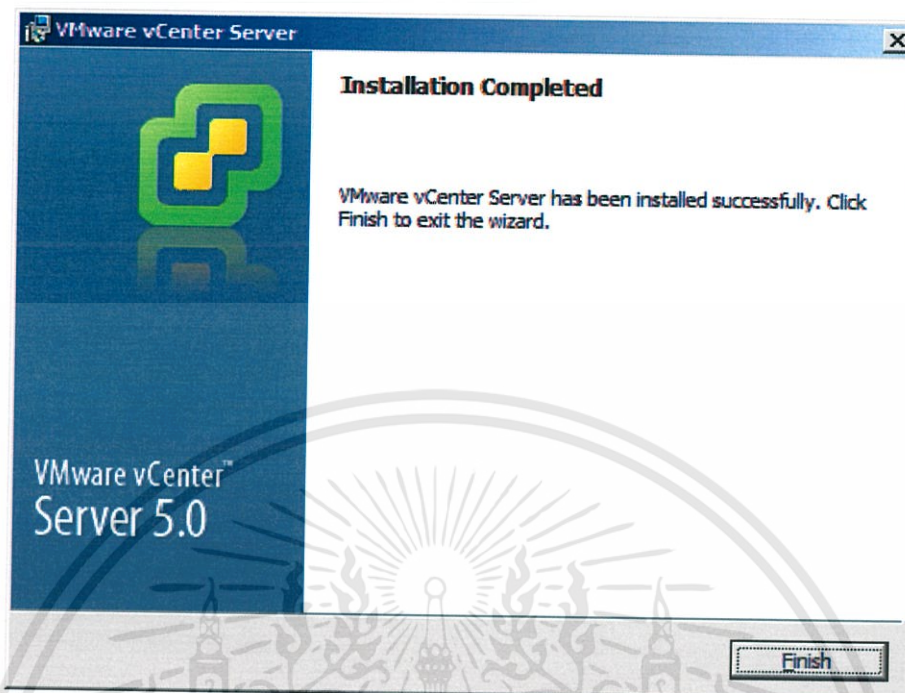 VMware vCenter Server
Installation Completed
VMware vCenter Server has been installed successfully. Click
Finish to exit the wizard.
VMware vCenter™
Server 5.0
Finish